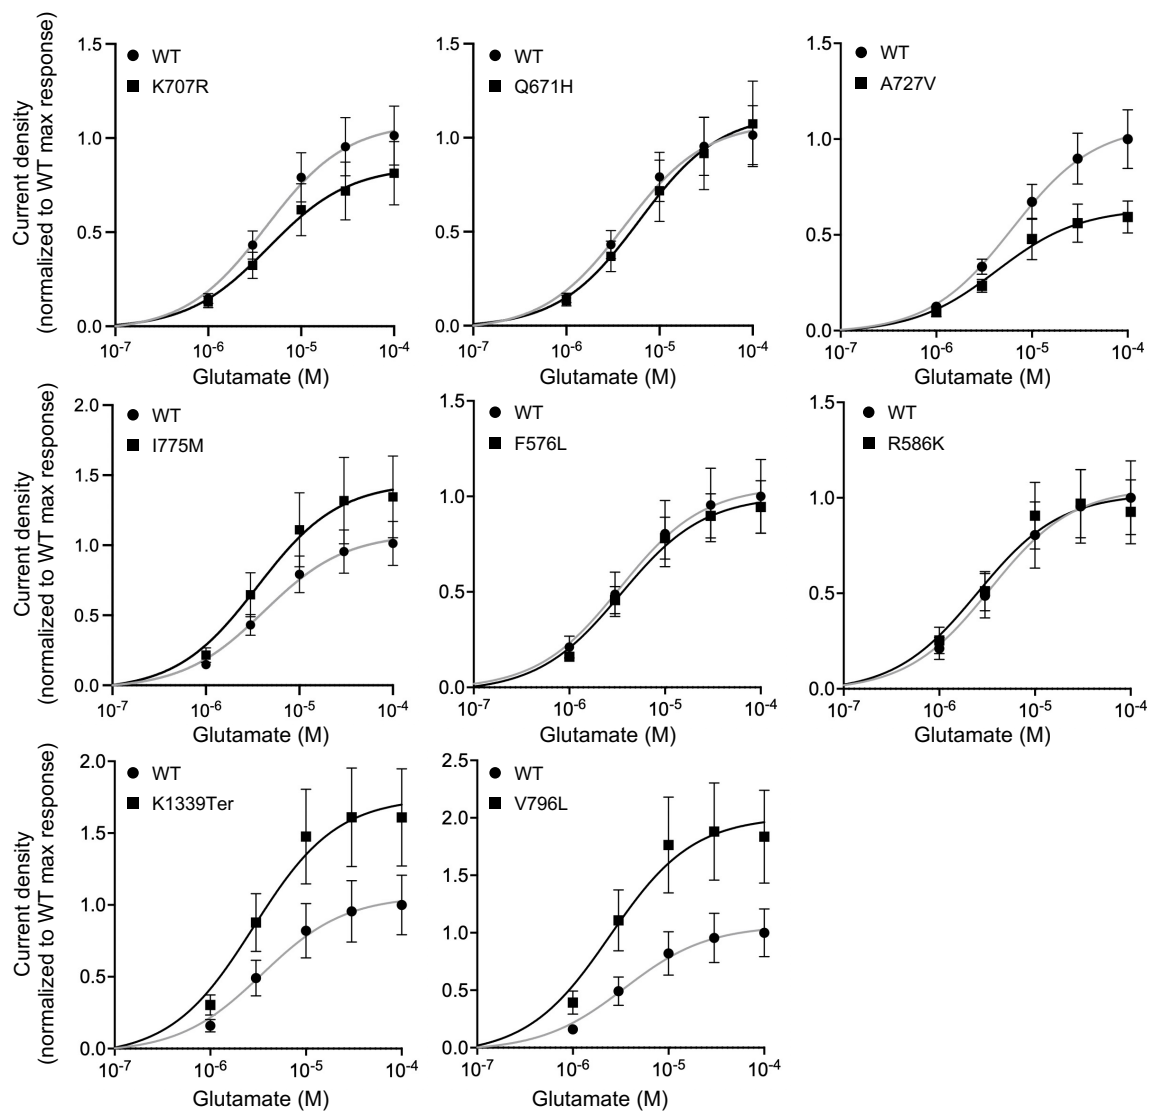 Current density
(normalized to WT max response)
1.5
1.0
0.5
0.0
WT
K707R
10-7 10-6 10-5 10-4
Glutamate (M)
1.5
1.0
0.5
0.0
WT
Q671H
10-7 10-6 10-5 10-4
Glutamate (M)
1.5
1.0
0.5
0.0
WT
A727V
10-7 10-6 10-5 10-4
Glutamate (M)
Current density
(normalized to WT max response)
2.0
1.5
1.0
0.5
0.0
WT
I775M
10-7 10-6 10-5 10-4
Glutamate (M)
1.5
1.0
0.5
0.0
WT
F576L
10-7 10-6 10-5 10-4
Glutamate (M)
1.5
1.0
0.5
0.0
WT
R586K
10-7 10-6 10-5 10-4
Glutamate (M)
Current density
(normalized to WT max response)
2.0
1.5
1.0
0.5
0.0
WT
K1339Ter
10-7 10-6 10-5 10-4
Glutamate (M)
2.5
2.0
1.5
1.0
0.5
0.0
WT
V796L
10-7 10-6 10-5 10-4
Glutamate (M)